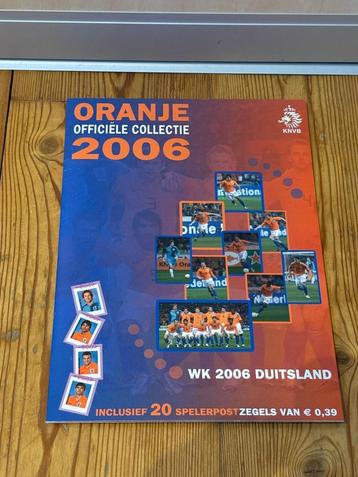 ORANJE
OFFICIËLE COLLECTIE
2006
KNVB
WK 2006 DUITSLAND
INCLUSIEF 20 SPELERPOSTZEGELS VAN € 0,39